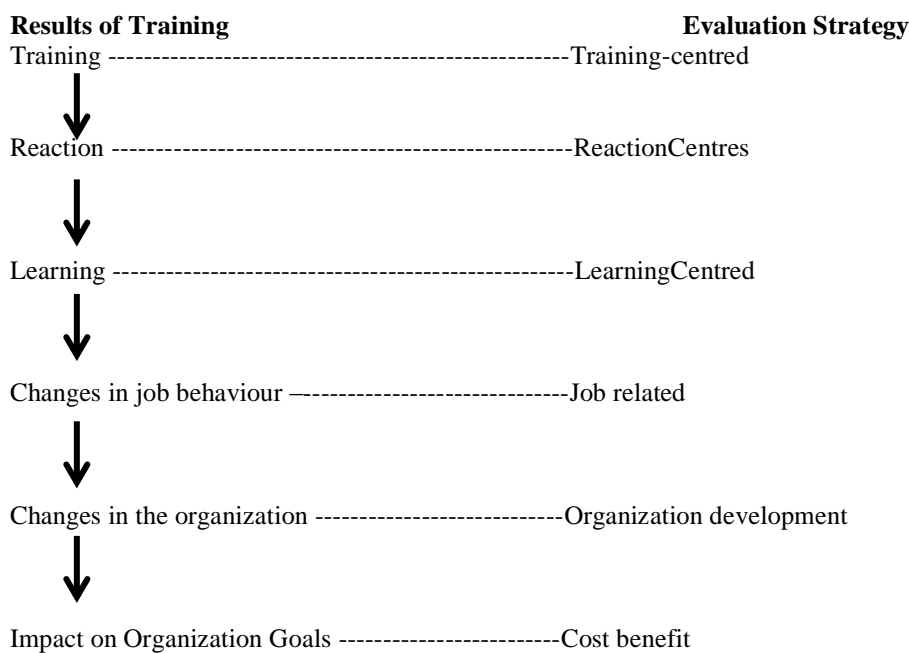 Results of Training Evaluation Strategy
Training ----------------------------------------------------Training-centred
Reaction ----------------------------------------------------ReactionCentres
Learning ----------------------------------------------------LearningCentred
Changes in job behaviour –------------------------------Job related
Changes in the organization ----------------------------Organization development
Impact on Organization Goals -------------------------Cost benefit